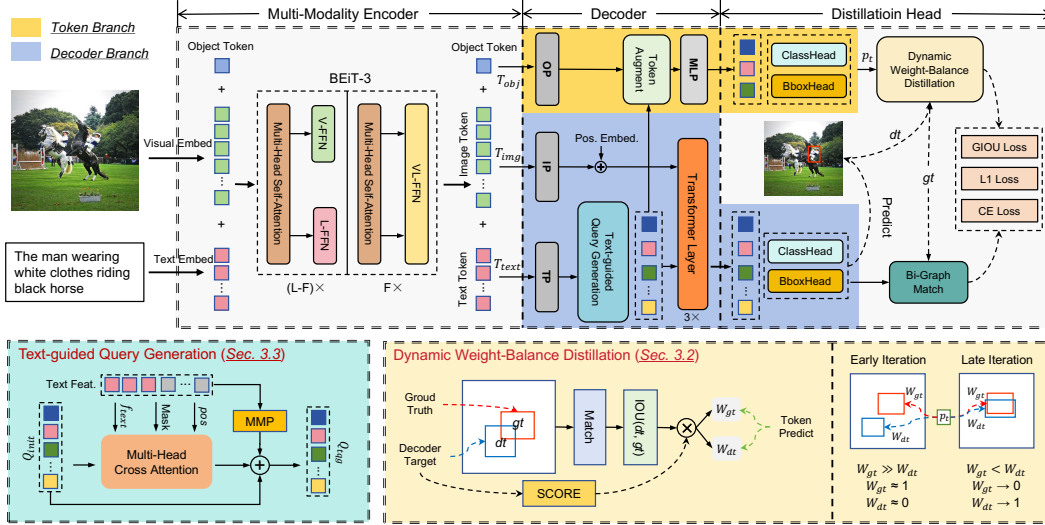 Token Branch
Decoder Branch
Multi-Modality Encoder
Decoder
Distillatioin Head
Object Token
+
⋯
+
⋯
Visual Embed
Text Embed
The man wearing
white clothes riding
black horse
BEiT-3
Multi-Head Self-Attention
V-FFN
L-FFN
(L-F)×
Multi-Head Self-Attention
VL-FFN
F×
Object Token
+
Image Token
⋯
+
Text Token
⋯
T_obj
T_img
T_text
OP
IP
TP
Pos. Embed.
Token
Augment
MLP
Text-guided
Query Generation
⋯
Transformer Layer
3×
ClassHead
BboxHead
p_t
Dynamic
Weight-Balance
Distillation
dt
gt
Predict
GIOU Loss
L1 Loss
CE Loss
⋯
ClassHead
BboxHead
Bi-Graph
Match
Text-guided Query Generation (Sec. 3.3)
Text Feat.
⋯
f_text
Mask
pos
MMP
Q_init
⋯
Multi-Head
Cross Attention
Q_tqg
⋯
Dynamic Weight-Balance Distillation (Sec. 3.2)
Groud
Truth
gt
dt
Decoder
Target
Match
IOU(dt, gt)
SCORE
W_gt
W_dt
Token
Predict
Early Iteration
Late Iteration
W_gt
W_dt
p_t
W_gt
W_dt
W_gt ≫ W_dt
W_gt ≈ 1
W_dt ≈ 0
W_gt < W_dt
W_gt → 0
W_dt → 1